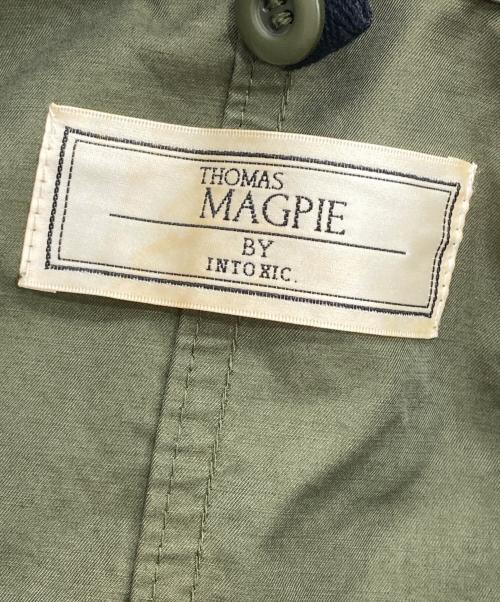 THOMAS
MAGPIE
BY
INTOXIC.